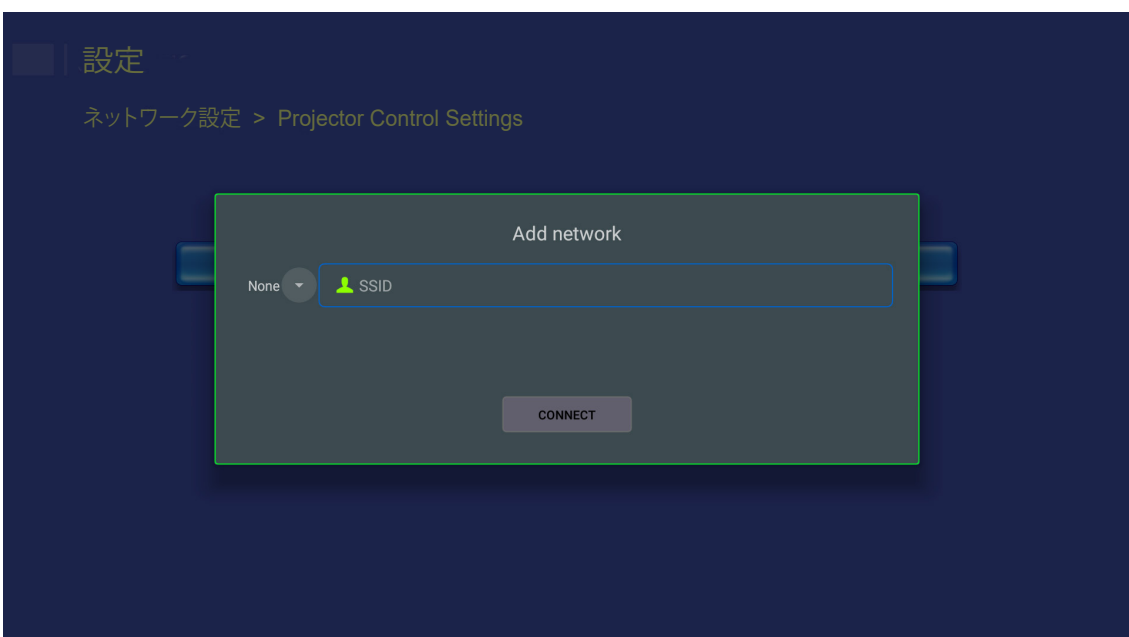 設定
ネットワーク設定 > Projector Control Settings
Add network
None SSID
CONNECT